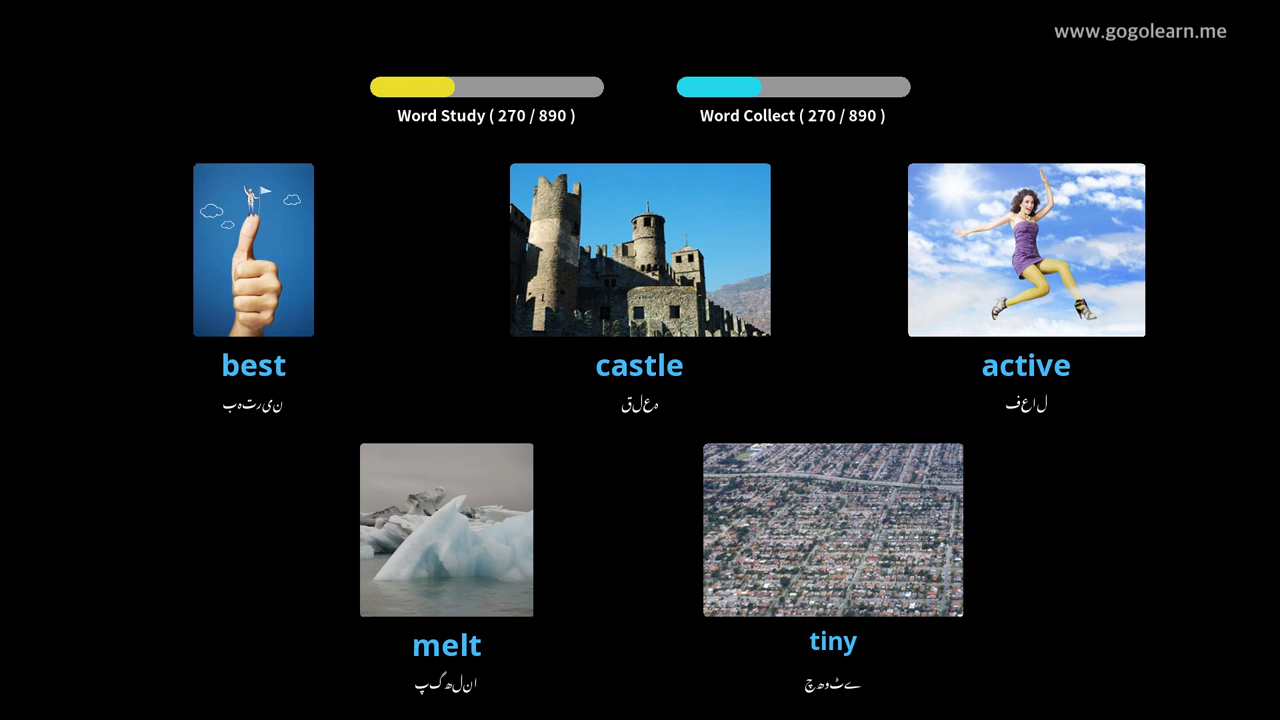 www.gogolearn.me
Word Study ( 270 / 890 )
Word Collect ( 270 / 890 )
best
بہترین
castle
قلعہ
active
فعال
melt
پگھلنا
tiny
چھوٹے